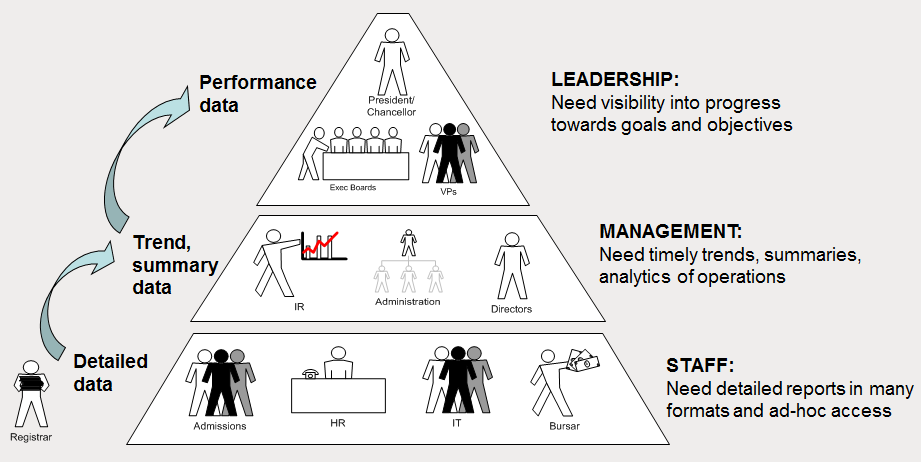 Performance
data
President/
Chancellor
Exec Boards
VPs
LEADERSHIP:
Need visibility into progress
towards goals and objectives
Trend,
summary
data
IR
Administration
Directors
MANAGEMENT:
Need timely trends, summaries,
analytics of operations
Detailed
data
Registrar
Admissions
HR
IT
Bursar
STAFF:
Need detailed reports in many
formats and ad-hoc access